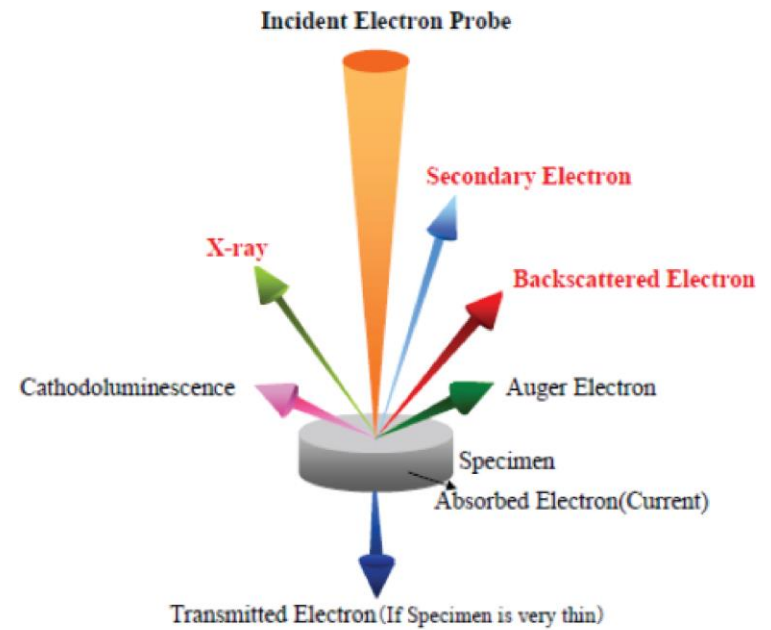 Incident Electron Probe
Secondary Electron
X-ray
Backscattered Electron
Cathodoluminescence
Auger Electron
Specimen
Absorbed Electron(Current)
Transmitted Electron(If Specimen is very thin)